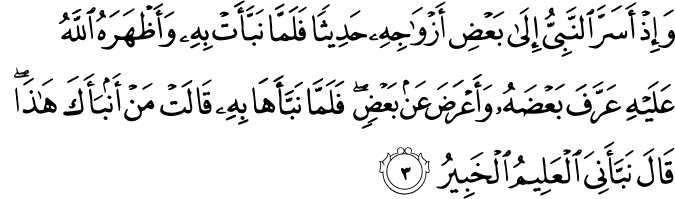 وَإِذۡ أَسَرَّ ٱلنَّبِيُّ إِلَىٰ بَعۡضِ أَزۡوَٰجِهِۦ حَدِيثٗا فَلَمَّا نَبَّأَتۡ بِهِۦ وَأَظۡهَرَهُ ٱللَّهُ
عَلَيۡهِ عَرَّفَ بَعۡضَهُۥ وَأَعۡرَضَ عَنۢ بَعۡضٖۖ فَلَمَّا نَبَّأَهَا بِهِۦ قَالَتۡ مَنۡ أَنۢبَأَكَ هَٰذَاۖ
قَالَ نَبَّأَنِيَ ٱلۡعَلِيمُ ٱلۡخَبِيرُ ٣